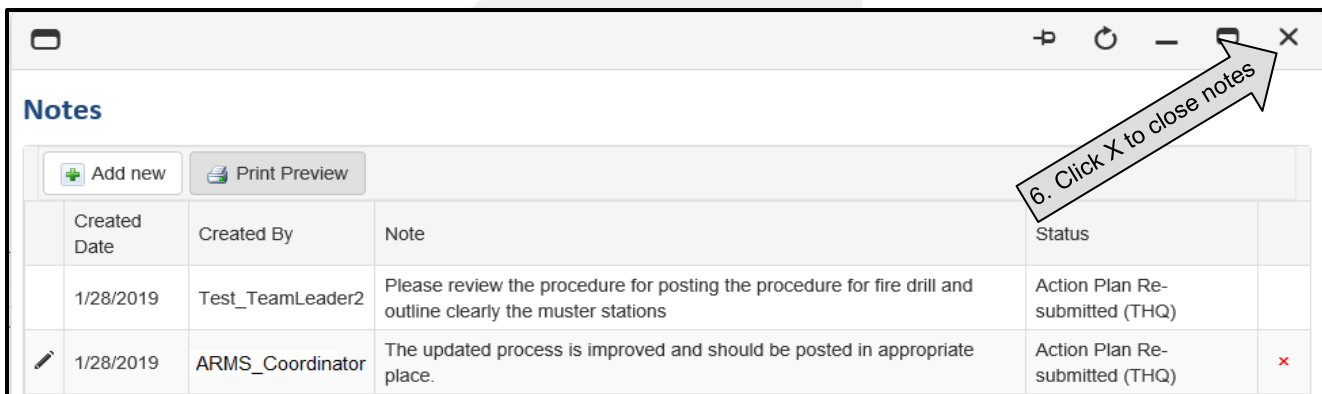 6. Click X to close notes
Notes
Add new
Print Preview
Created
Date
Created By
Note
Status
1/28/2019
Test_TeamLeader2
Please review the procedure for posting the procedure for fire drill and
outline clearly the muster stations
Action Plan Re-
submitted (THQ)
1/28/2019
ARMS_Coordinator
The updated process is improved and should be posted in appropriate
place.
Action Plan Re-
submitted (THQ)